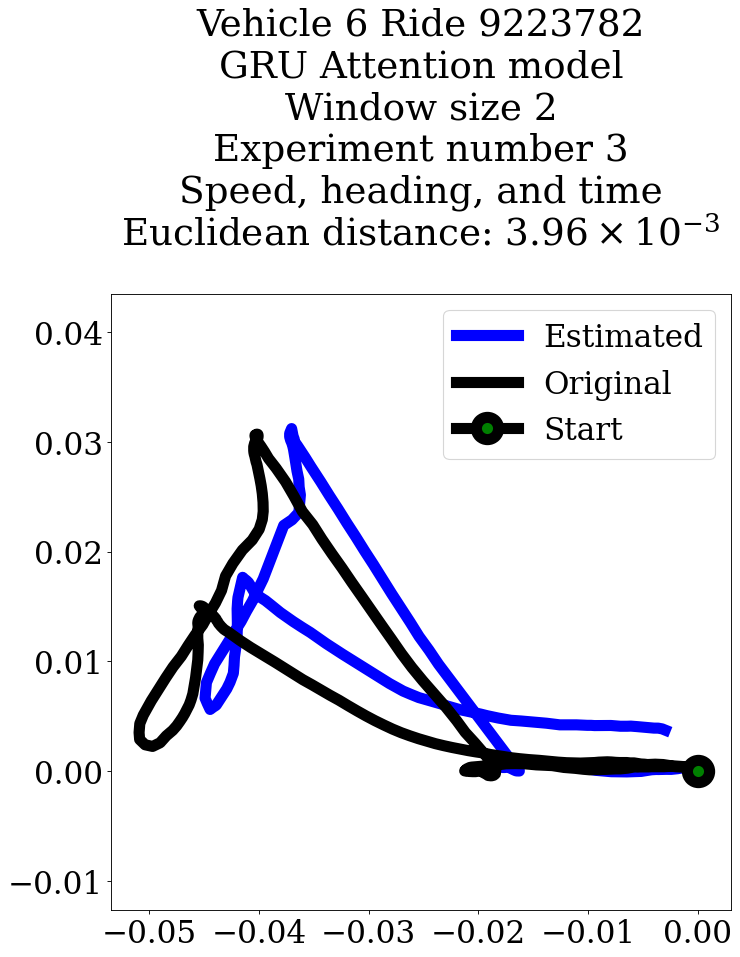 Vehicle 6 Ride 9223782
GRU Attention model
Window size 2
Experiment number 3
Speed, heading, and time
Euclidean distance: 3.96 × 10⁻³
Estimated
Original
Start
0.04
0.03
0.02
0.01
0.00
−0.01
−0.05 −0.04 −0.03 −0.02 −0.01 0.00